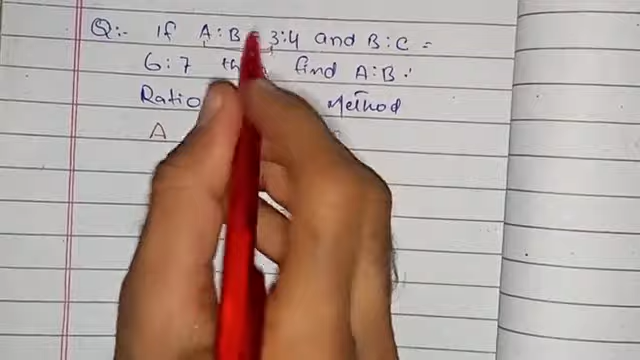 Q:- If A:B = 3:4 and B:C =
6:7 find A:B:
Ratio Method
A